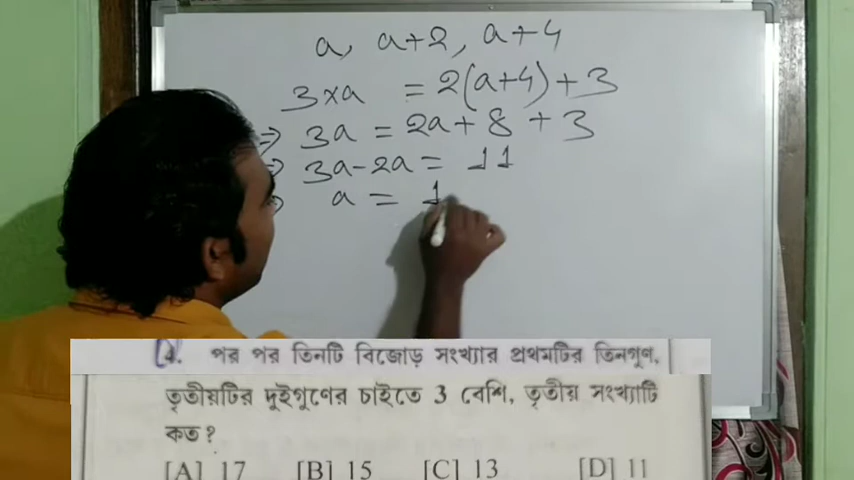 a, a+2, a+4
3×a = 2(a+4)+3
⇒ 3a = 2a + 8 + 3
⇒ 3a-2a = 11
a = 1
4. পর পর তিনটি বিজোড় সংখ্যার প্রথমটির তিনগুণ,
তৃতীয়টির দুইগুণের চাইতে 3 বেশি, তৃতীয় সংখ্যাটি
কত?
[A] 17 [B] 15 [C] 13 [D] 11